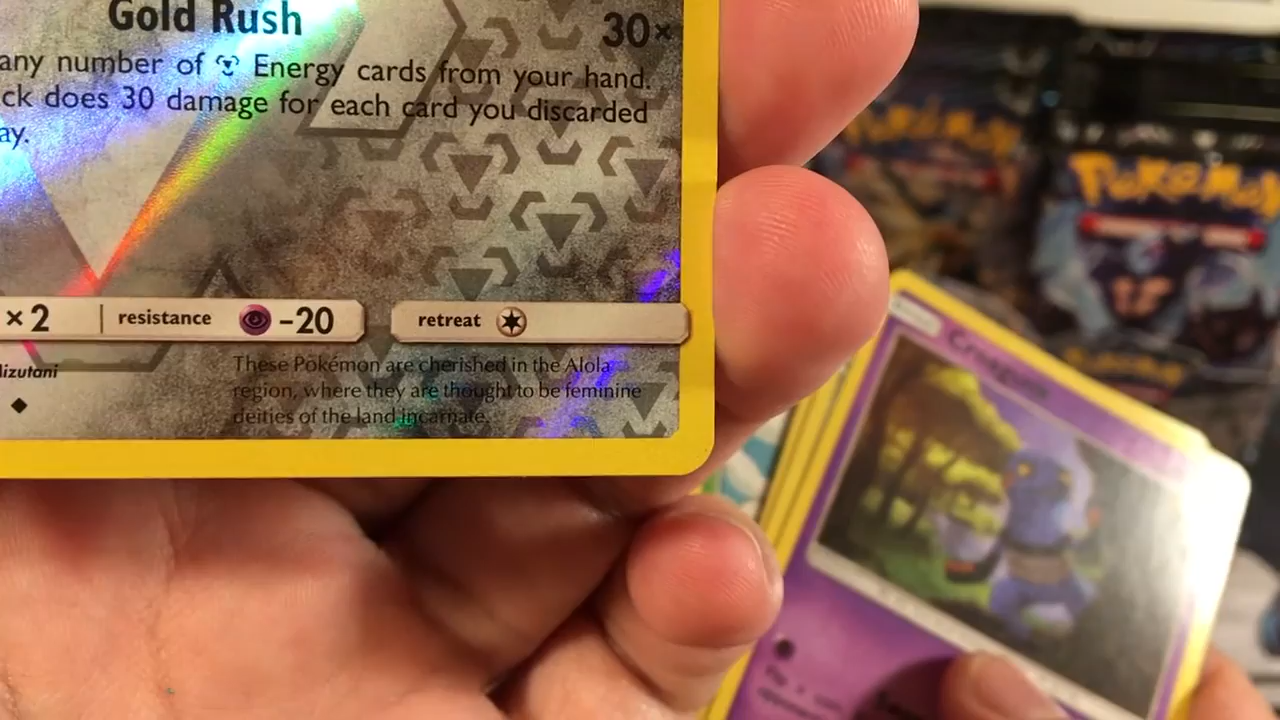 Gold Rush 30×
any number of Energy cards from your hand.
ck does 30 damage for each card you discarded
ay.
×2 resistance -20 retreat
Mizutani
These Pokémon are cherished in the Alola
region, where they are thought to be feminine
deities of the land incarnate.
Pokémon
Pokémon